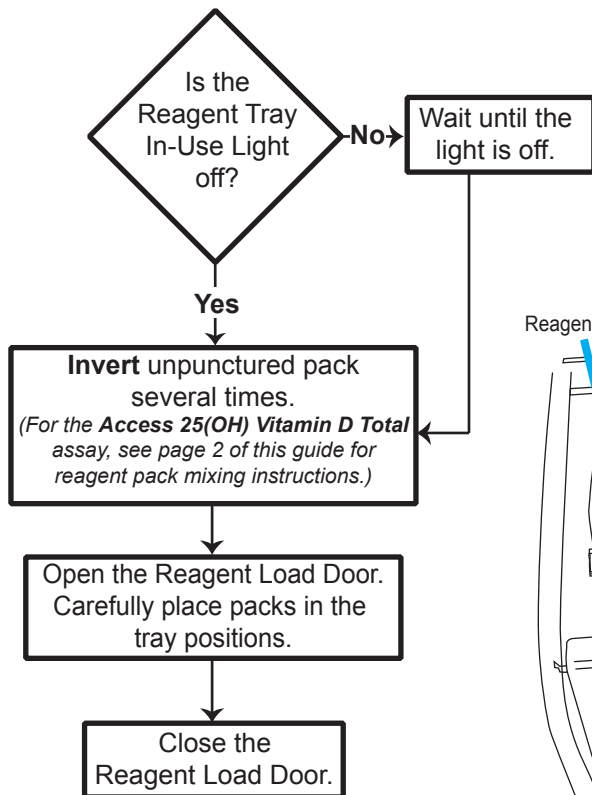 Is the
Reagent Tray
In-Use Light
off?
No
Wait until the
light is off.
Yes
Reagen
Invert unpunctured pack
several times.
(For the Access 25(OH) Vitamin D Total
assay, see page 2 of this guide for
reagent pack mixing instructions.)
Open the Reagent Load Door.
Carefully place packs in the
tray positions.
Close the
Reagent Load Door.